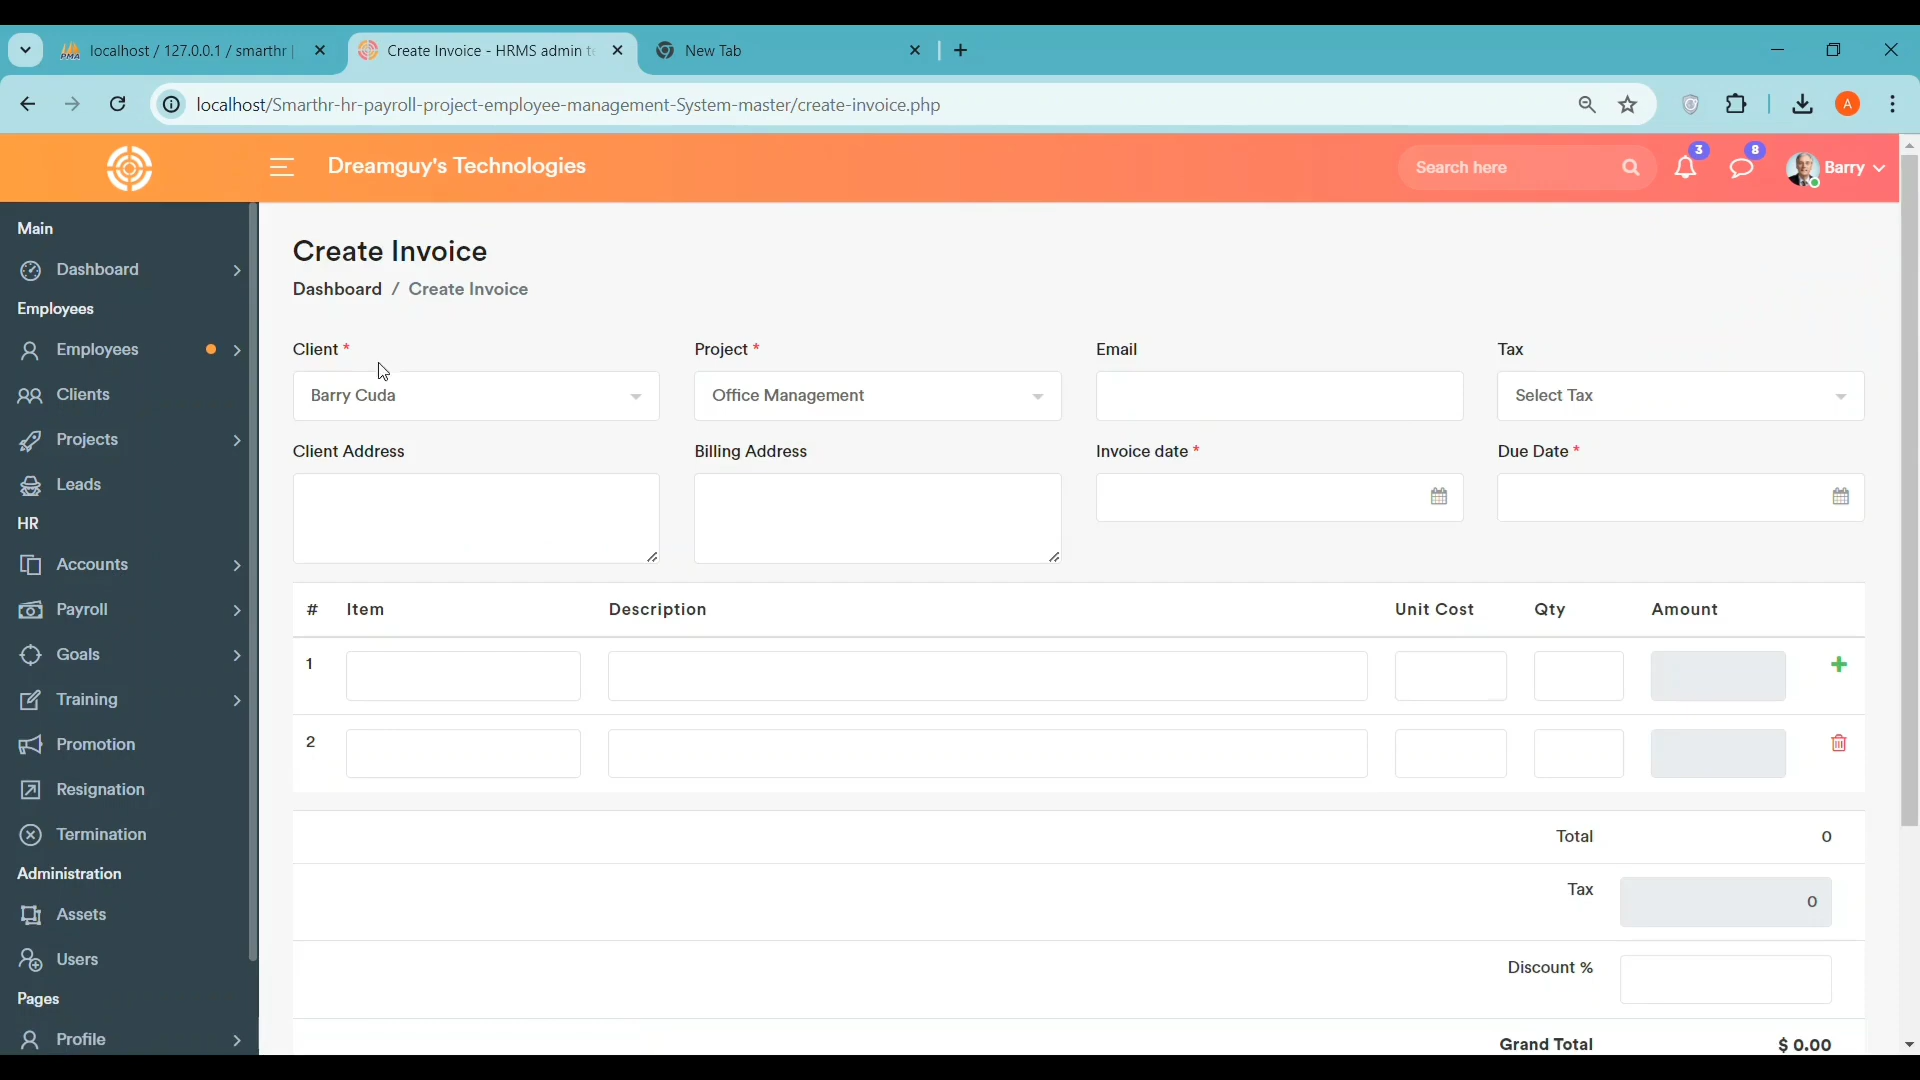 PMA localhost / 127.0.0.1 / smarthr |
Create Invoice - HRMS admin te
New Tab
localhost/Smarthr-hr-payroll-project-employee-management-System-master/create-invoice.php
A
Dreamguy's Technologies
Search here
3
8
Barry
Main
Dashboard
Employees
Employees
Clients
Projects
Leads
HR
Accounts
Payroll
Goals
Training
Promotion
Resignation
Termination
Administration
Assets
Users
Pages
Profile
Create Invoice
Dashboard / Create Invoice
Client * Project * Email Tax
Barry Cuda Office Management Select Tax
Client Address Billing Address Invoice date * Due Date *
# Item Description Unit Cost Qty Amount
1
2
Total 0
Tax 0
Discount %
Grand Total $ 0.00